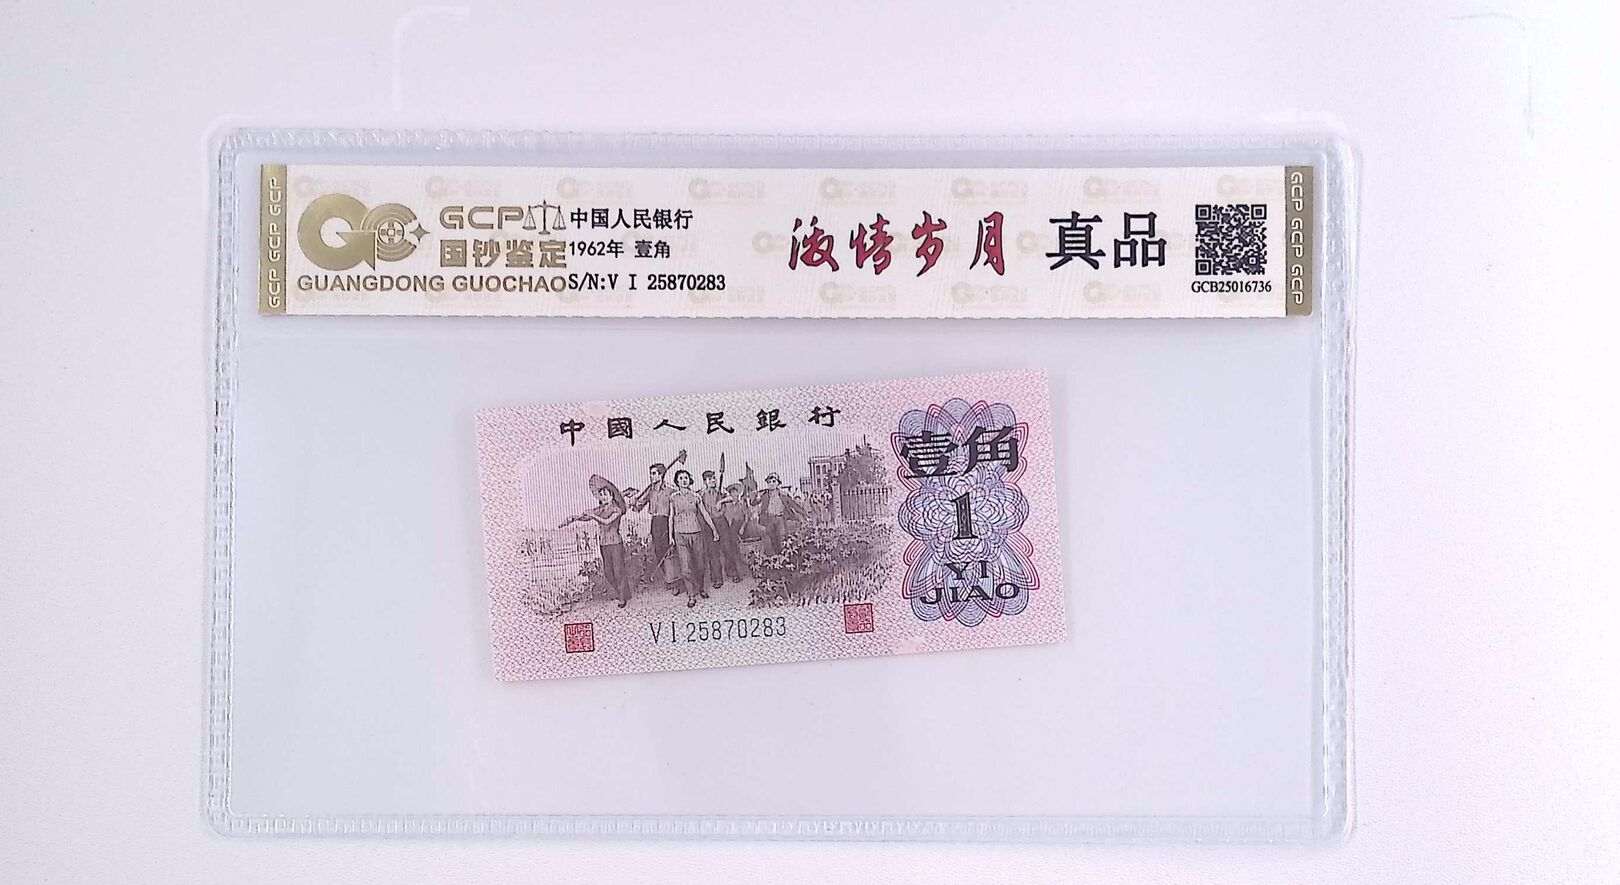 GCP GCP GCP
GCP
国钞鉴定
GUANGDONG GUOCHAO
中国人民银行
1962年 壹角
S/N:V I 25870283
激情岁月 真品
GCB25016736
GCP GCP GCP
中國人民銀行
壹角
1
YI
JIAO
VI25870283